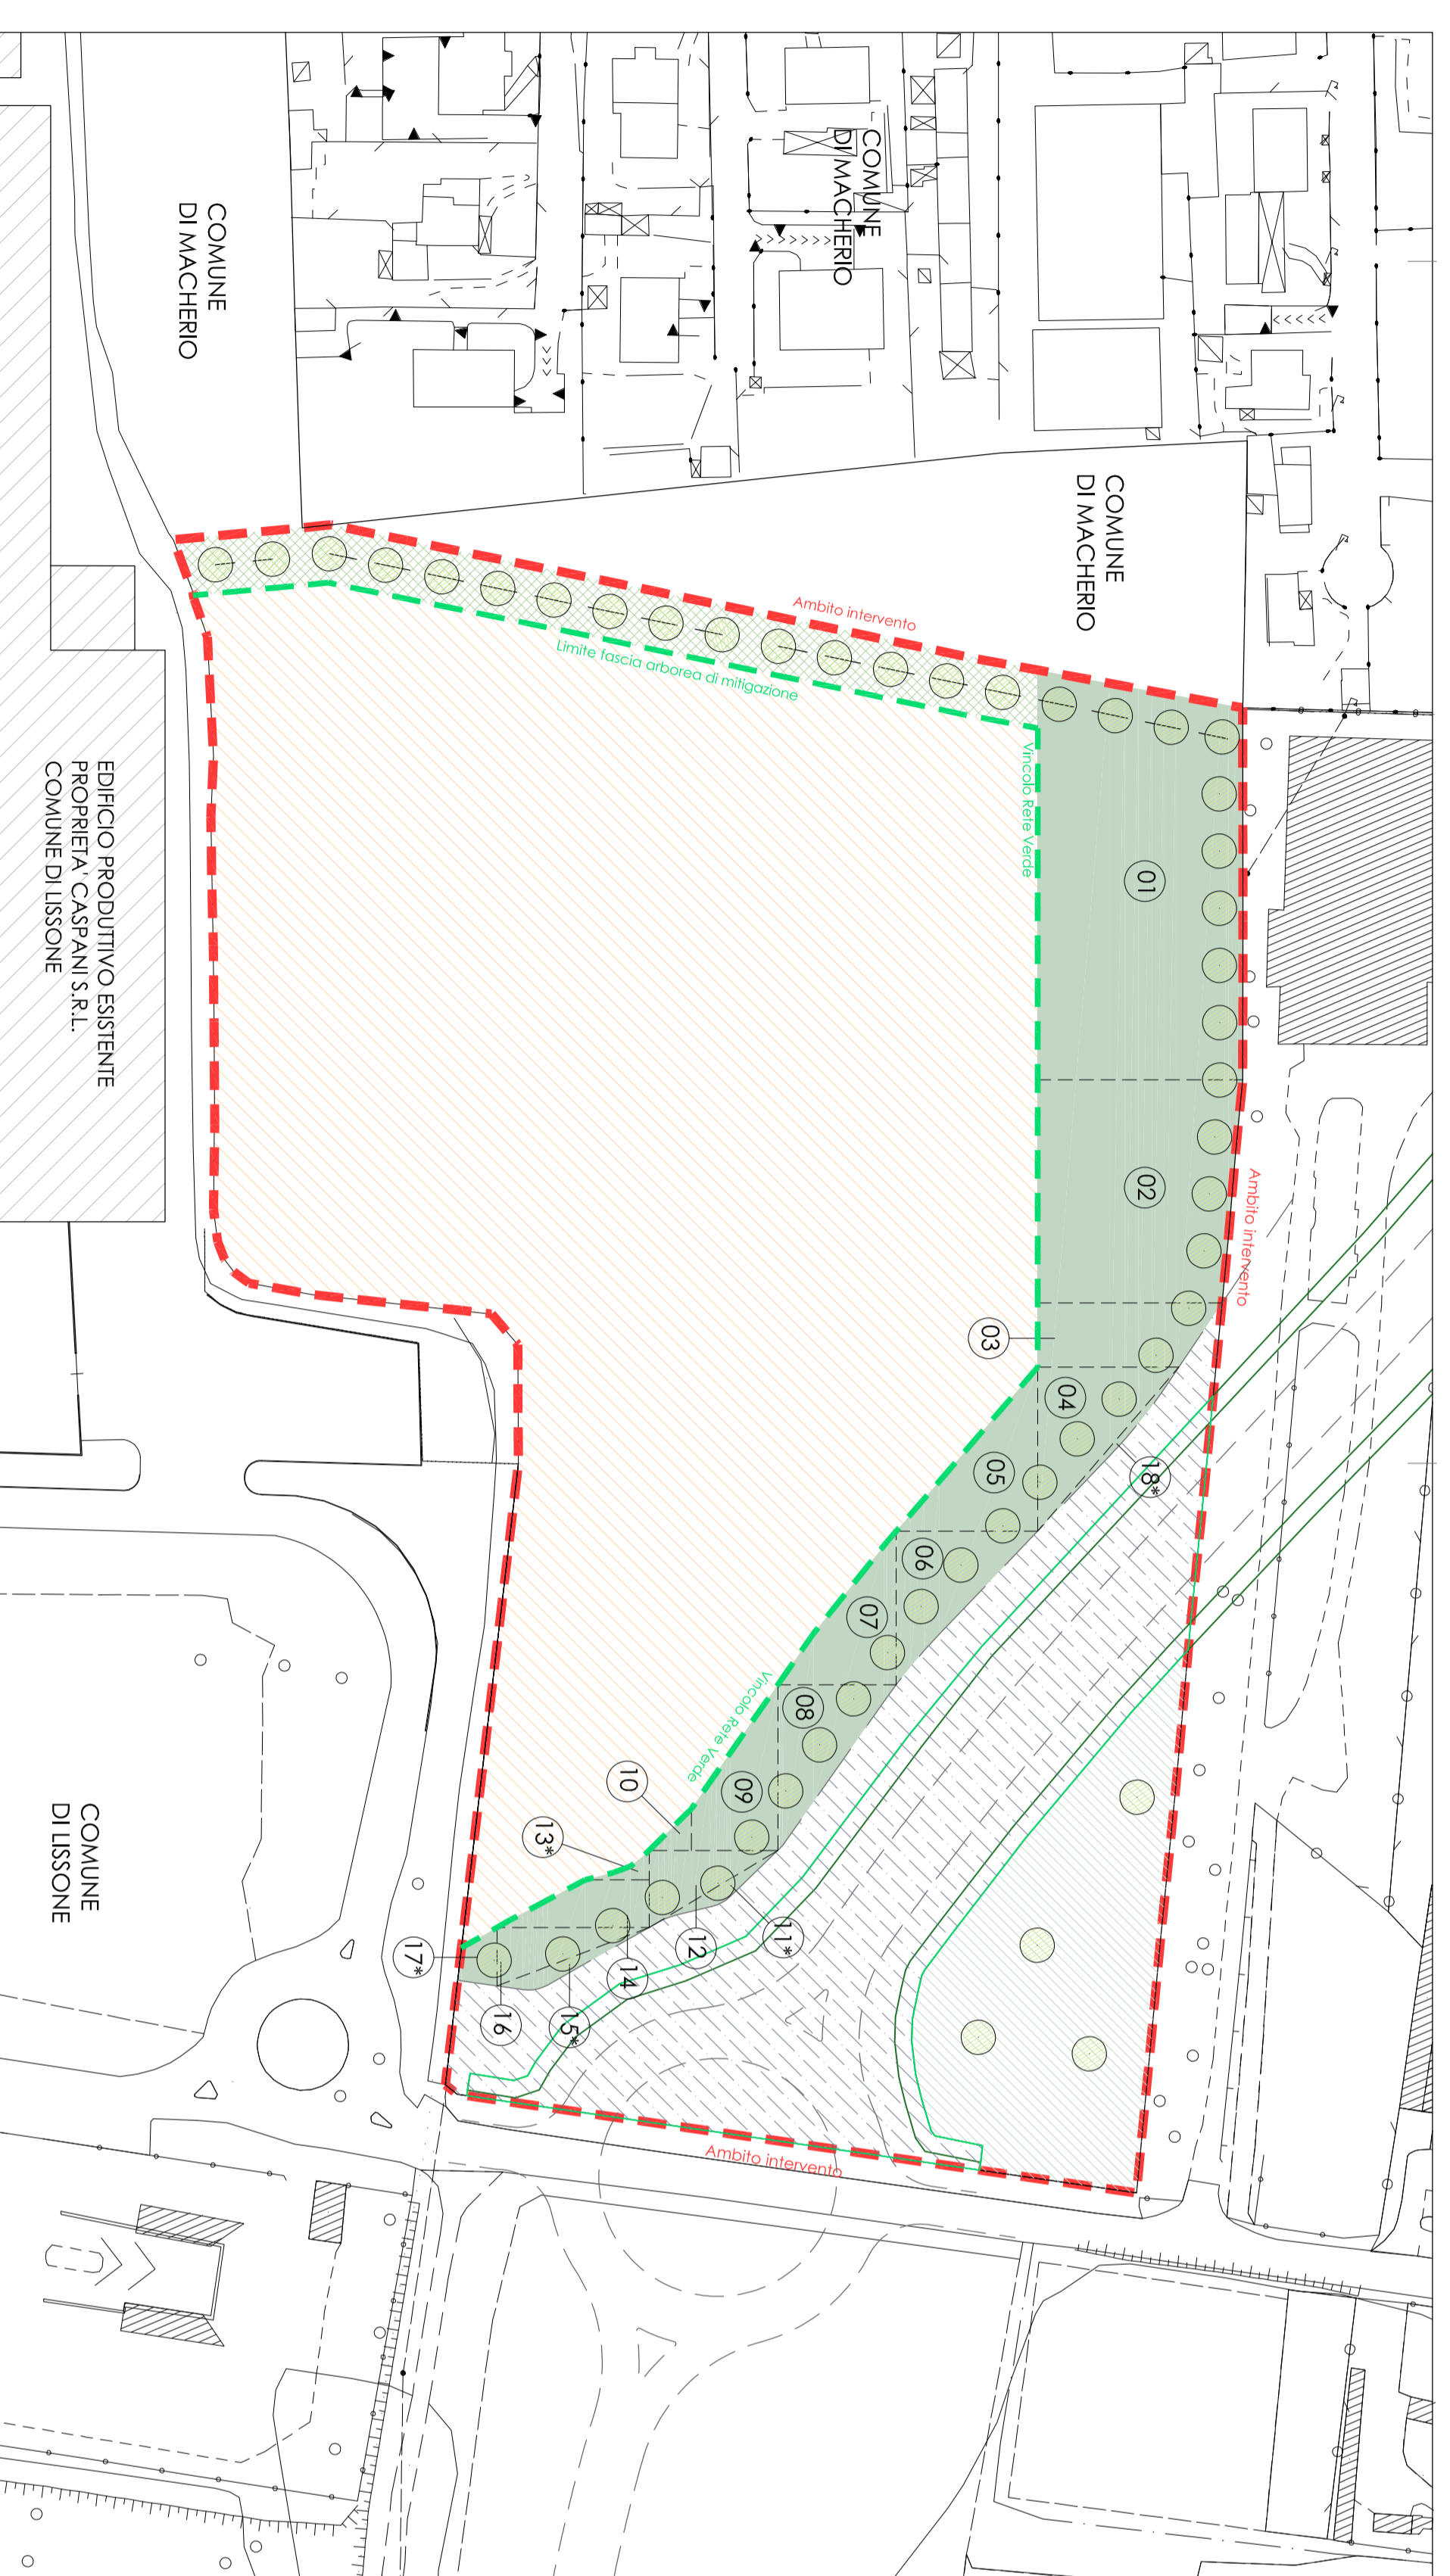 COMUNE
DI MACHERIO
COMUNE
DI MACHERIO
COMUNE
DI MACHERIO
Ambito intervento
Limite fascia arborea di mitigazione
Vincolo Rete Verde
EDIFICIO PRODUTTIVO ESISTENTE
PROPRIETA' CASPANI S.R.L.
COMUNE DI LISSONE
01
02
Ambito intervento
03
04
18*
05
06
07
Vincolo Rete Verde
08
09
10
13*
11*
12
14
17*
15*
16
COMUNE
DI LISSONE
Ambito intervento